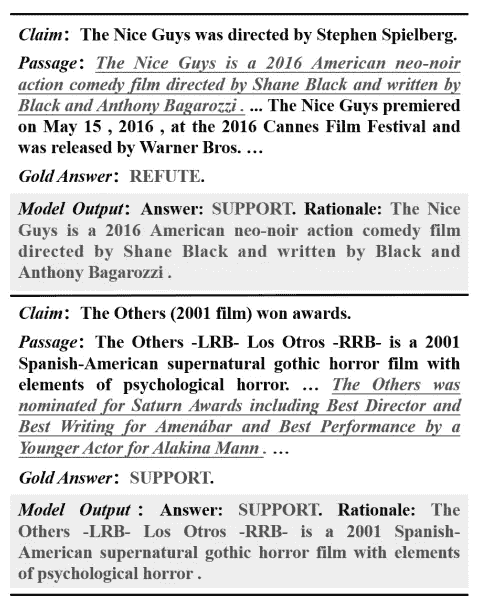 Claim: The Nice Guys was directed by Stephen Spielberg.
Passage: The Nice Guys is a 2016 American neo-noir
action comedy film directed by Shane Black and written by
Black and Anthony Bagarozzi . ... The Nice Guys premiered
on May 15 , 2016 , at the 2016 Cannes Film Festival and
was released by Warner Bros. …
Gold Answer: REFUTE.
Model Output: Answer: SUPPORT. Rationale: The Nice
Guys is a 2016 American neo-noir action comedy film
directed by Shane Black and written by Black and
Anthony Bagarozzi .
Claim: The Others (2001 film) won awards.
Passage: The Others -LRB- Los Otros -RRB- is a 2001
Spanish-American supernatural gothic horror film with
elements of psychological horror. … The Others was
nominated for Saturn Awards including Best Director and
Best Writing for Amenábar and Best Performance by a
Younger Actor for Alakina Mann . …
Gold Answer: SUPPORT.
Model Output : Answer: SUPPORT. Rationale: The
Others -LRB- Los Otros -RRB- is a 2001 Spanish-
American supernatural gothic horror film with elements
of psychological horror .